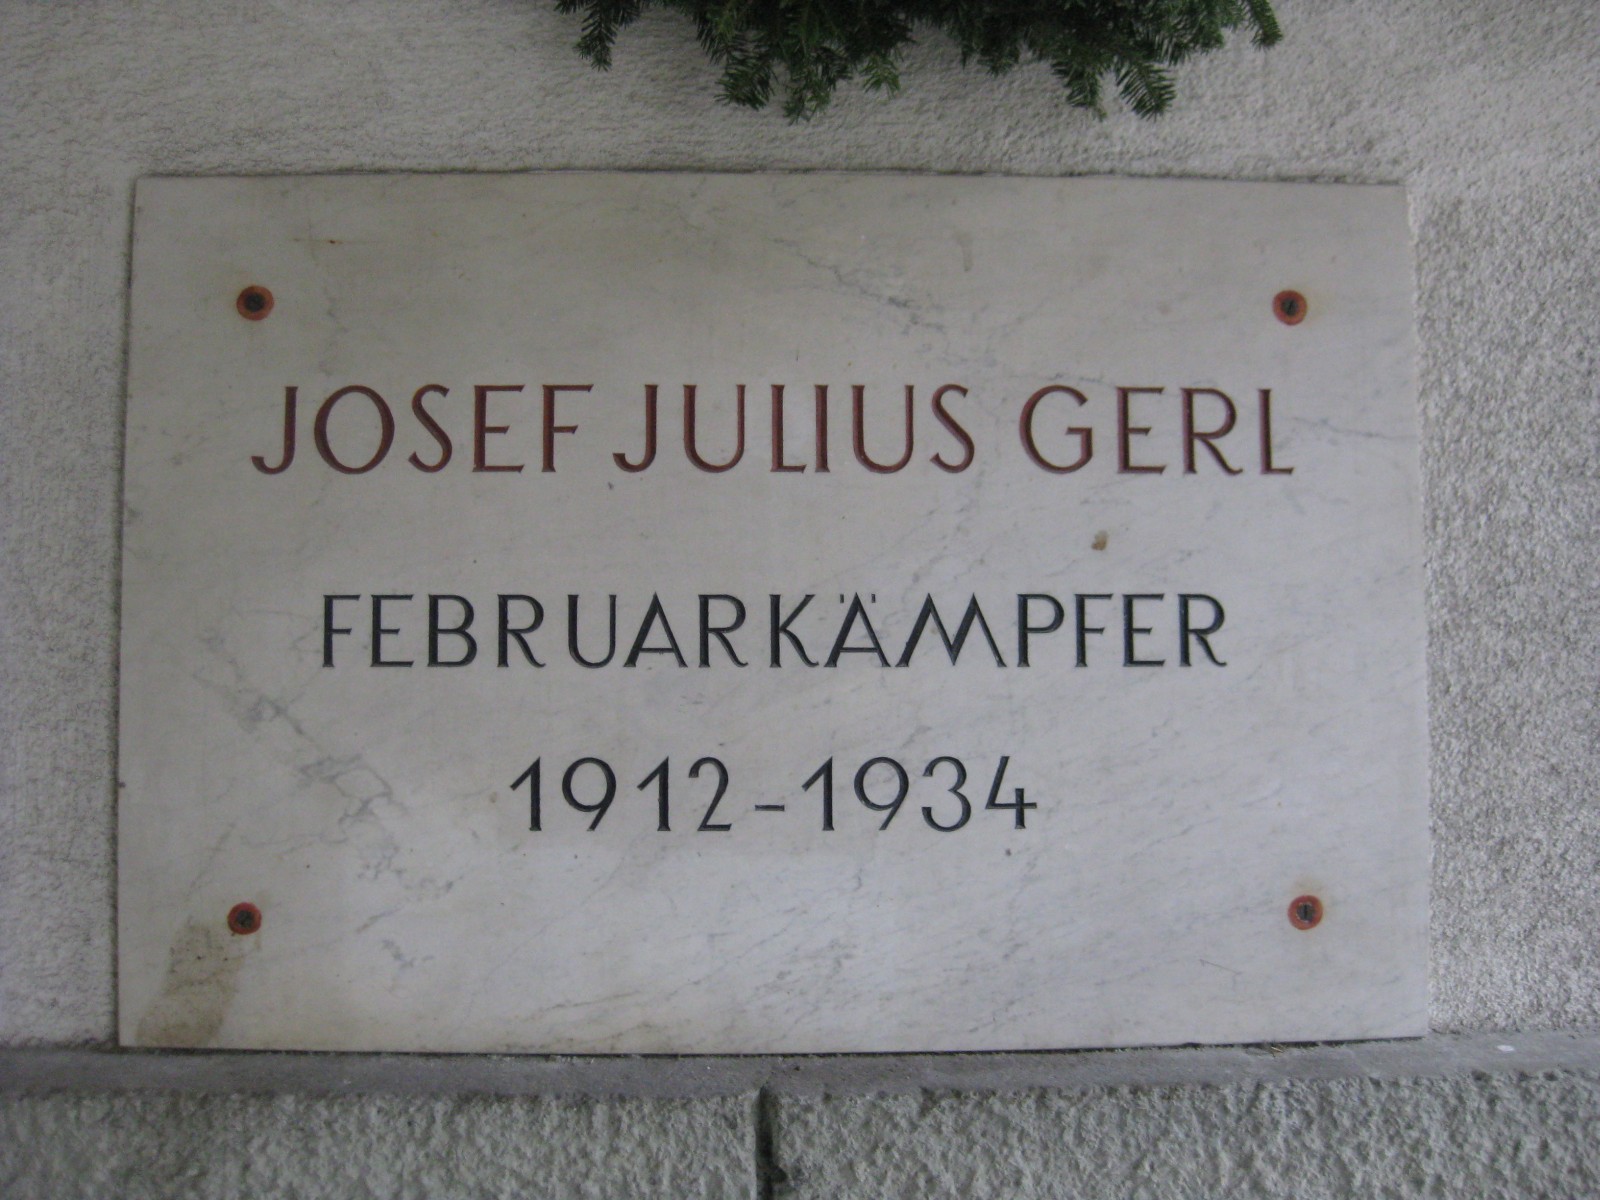 JOSEF JULIUS GERL
FEBRUARKÄMPFER
1912-1934